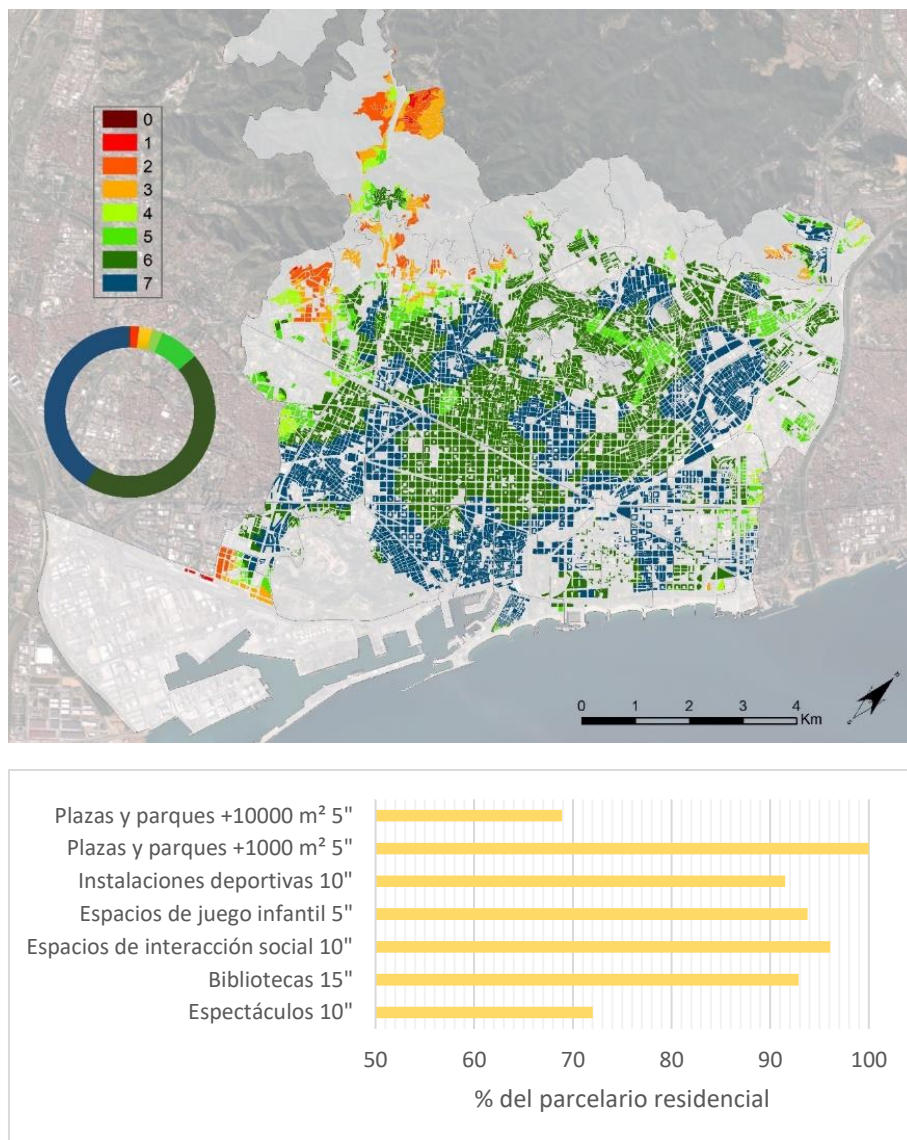 0
1
2
3
4
5
6
7
0 1 2 3 4
Km
Plazas y parques +10000 m² 5"
Plazas y parques +1000 m² 5"
Instalaciones deportivas 10"
Espacios de juego infantil 5"
Espacios de interacción social 10"
Bibliotecas 15"
Espectáculos 10"
50 60 70 80 90 100
% del parcelario residencial